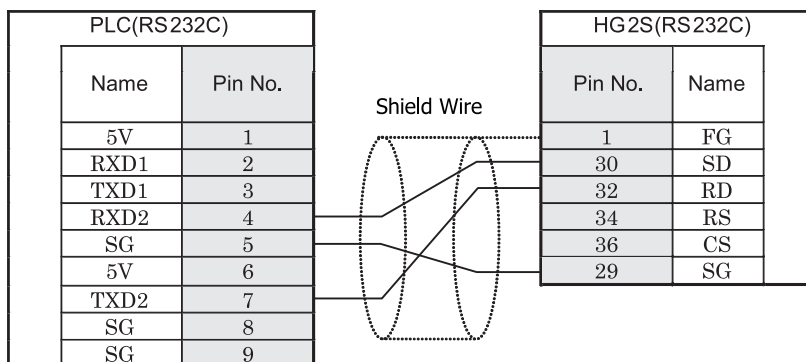 PLC(RS232C)
Name Pin No.
5V 1
RXD1 2
TXD1 3
RXD2 4
SG 5
5V 6
TXD2 7
SG 8
SG 9
Shield Wire
HG2S(RS232C)
Pin No. Name
1 FG
30 SD
32 RD
34 RS
36 CS
29 SG